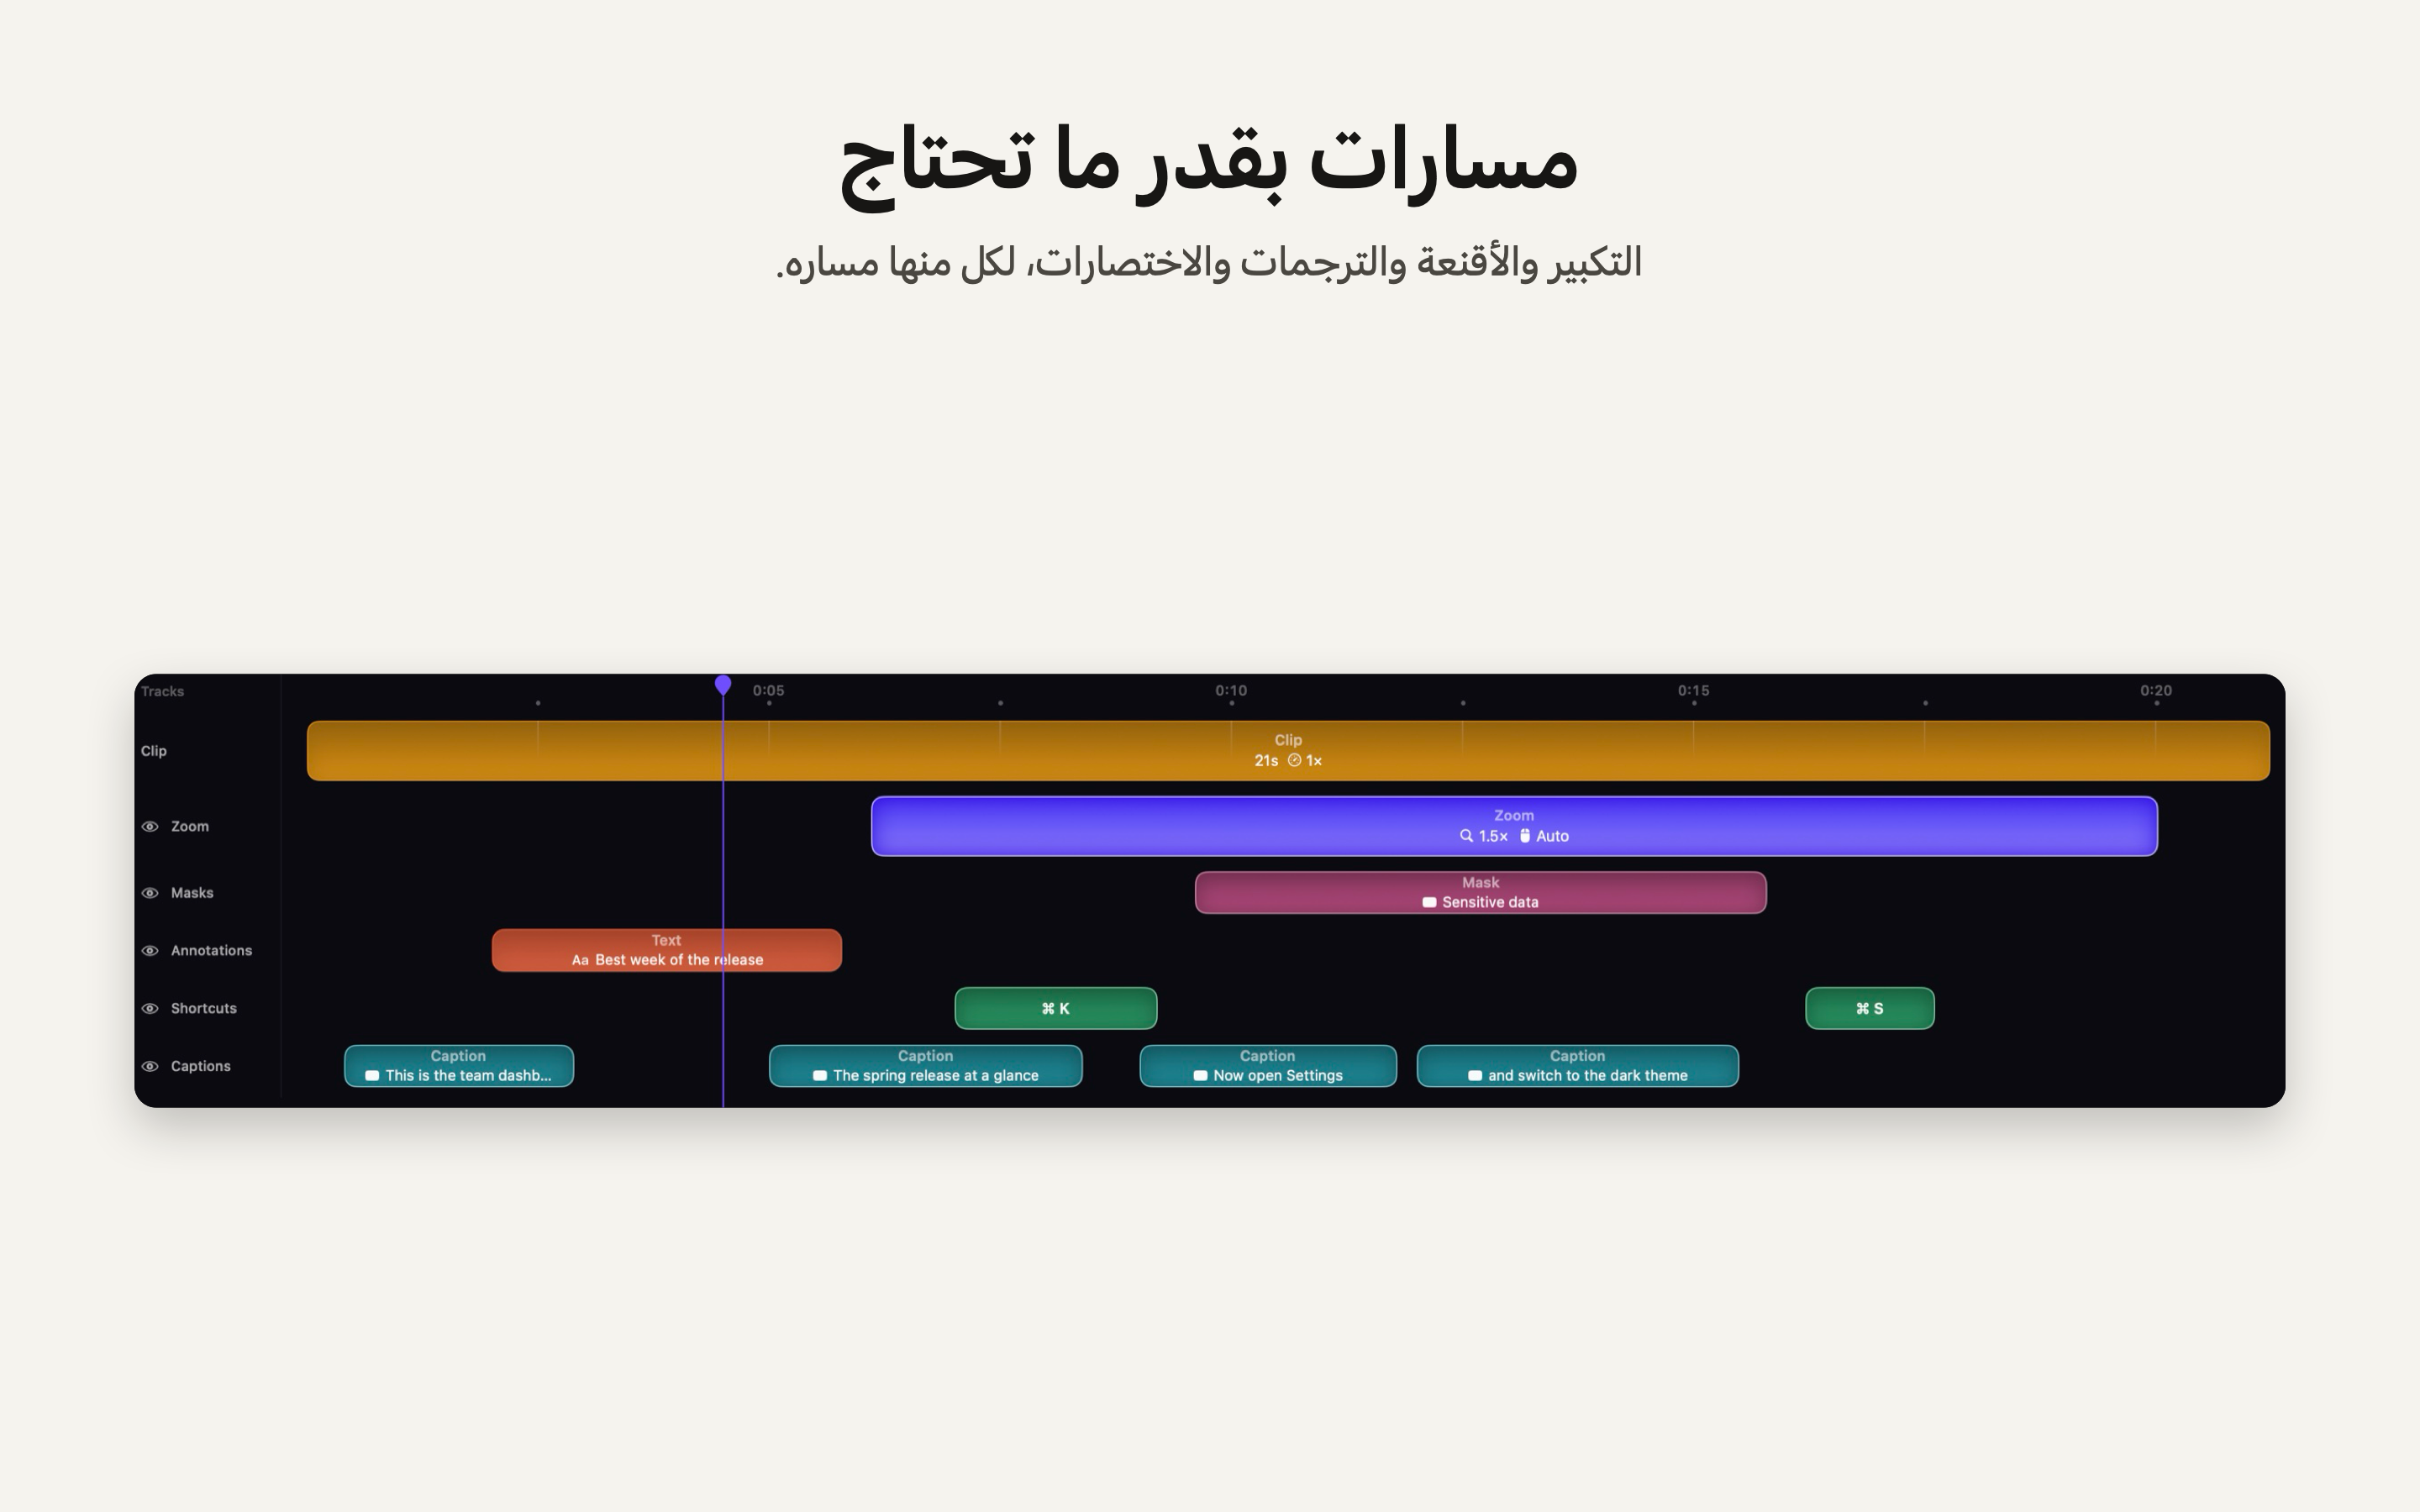 مسارات بقدر ما تحتاج
التكبير والأقنعة والترجمات والاختصارات، لكل منها مساره.
Tracks
0:05
0:10
0:15
0:20
Clip
Clip
21s 1×
Zoom
Zoom
1.5× Auto
Masks
Mask
Sensitive data
Annotations
Text
Aa Best week of the release
Shortcuts
⌘ K
⌘ S
Captions
Caption
This is the team dashb...
Caption
The spring release at a glance
Caption
Now open Settings
Caption
and switch to the dark theme